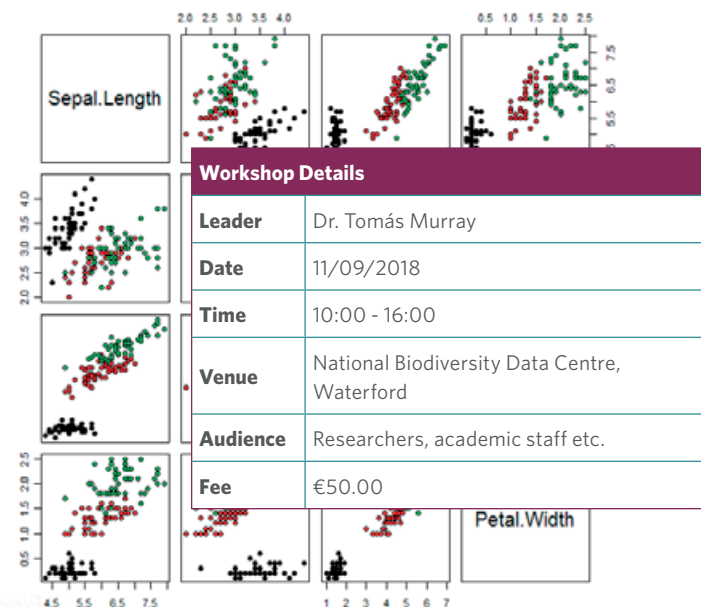 2.0 2.5 3.0 3.5 4.0
0.5 1.0 1.5 2.0 2.5
Sepal.Length
5.5 6.5 7.5
Workshop Details
Leader Dr. Tomás Murray
Date 11/09/2018
Time 10:00 - 16:00
Venue National Biodiversity Data Centre,
Waterford
Audience Researchers, academic staff etc.
Fee €50.00
2.0 2.5 3.0 3.5 4.0
Petal.Width
0.5 1.0 1.5 2.0 2.5
4.5 5.5 6.5 7.5
1 2 3 4 5 6 7